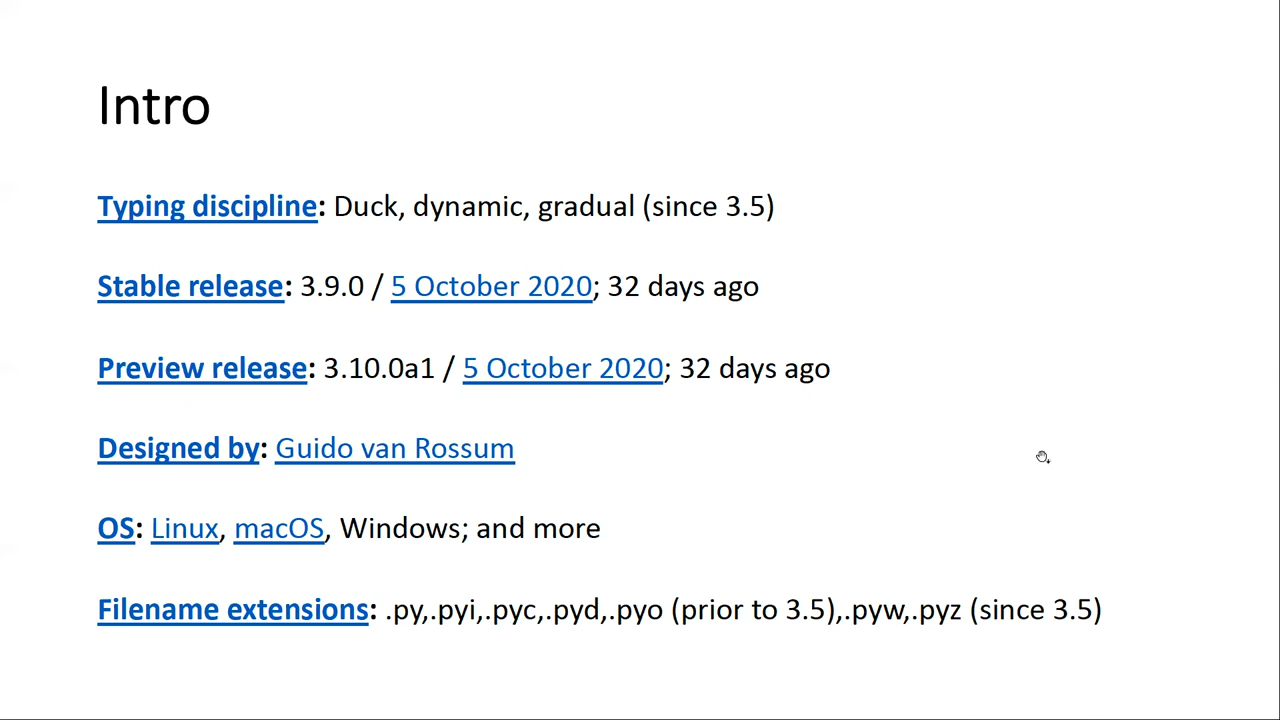 Intro
Typing discipline: Duck, dynamic, gradual (since 3.5)
Stable release: 3.9.0 / 5 October 2020; 32 days ago
Preview release: 3.10.0a1 / 5 October 2020; 32 days ago
Designed by: Guido van Rossum
OS: Linux, macOS, Windows; and more
Filename extensions: .py,.pyi,.pyc,.pyd,.pyo (prior to 3.5),.pyw,.pyz (since 3.5)